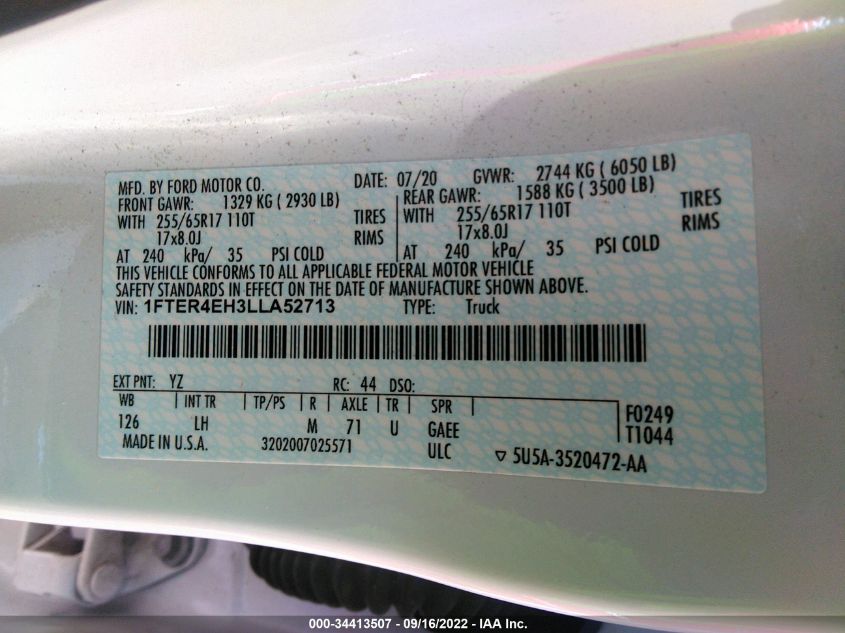 MFD. BY FORD MOTOR CO. DATE: 07/20 GVWR: 2744 KG ( 6050 LB)
FRONT GAWR: 1329 KG ( 2930 LB) REAR GAWR: 1588 KG ( 3500 LB)
WITH 255/65R17 110T TIRES WITH 255/65R17 110T TIRES
17x8.0J RIMS 17x8.0J RIMS
AT 240 kPa/ 35 PSI COLD AT 240 kPa/ 35 PSI COLD
THIS VEHICLE CONFORMS TO ALL APPLICABLE FEDERAL MOTOR VEHICLE
SAFETY STANDARDS IN EFFECT ON THE DATE OF MANUFACTURE SHOWN ABOVE.
VIN: 1FTER4EH3LLA52713 TYPE: Truck
EXT PNT: YZ RC: 44 DSO:
WB INT TR TP/PS R AXLE TR SPR
126 LH M 71 U GAEE F0249
MADE IN U.S.A. 3202007025571 ULC T1044
▽ 5U5A-3520472-AA
000-34413507 - 09/16/2022 - IAA Inc.